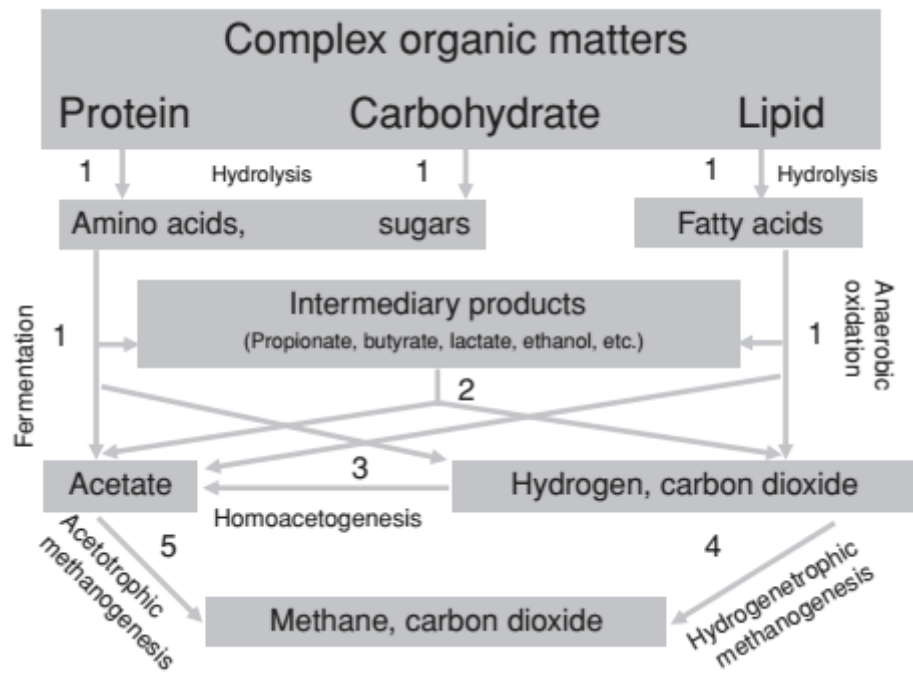 Complex organic matters
Protein Carbohydrate Lipid
1 Hydrolysis 1 1 Hydrolysis
Amino acids, sugars Fatty acids
Intermediary products
(Propionate, butyrate, lactate, ethanol, etc.)
Fermentation
1
1
Anaerobic
oxidation
2
Acetate
3
Homoacetogenesis
Hydrogen, carbon dioxide
Acetotrophic
methanogenesis
5
4
Hydrogenetrophic
methanogenesis
Methane, carbon dioxide